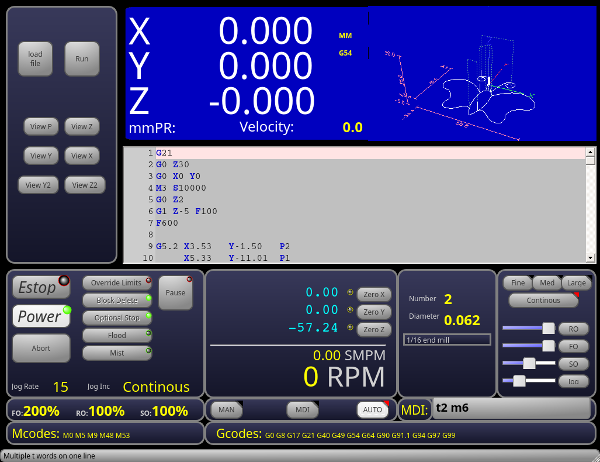 load file
Run
View P
View Z
View Y
View X
View Y2
View Z2
X 0.000 MM
Y 0.000 G54
Z -0.000
mmPR: Velocity: 0.0
1 G21
2 G0 Z30
3 G0 X0 Y0
4 M3 S10000
5 G0 Z2
6 G1 Z-5 F100
7 F600
8
9 G5.2 X3.53 Y-1.50 P2
10 X5.33 Y-11.01 P1
Estop
Power
Abort
Override Limits
Block Delete
Optional Stop
Flood
Mist
Pause
Jog Rate 15 Jog Inc Continous
0.00 Zero X
0.00 Zero Y
-57.24 Zero Z
0.00 SMPM
0 RPM
Number 2
Diameter 0.062
1/16 end mill
Fine Med Large
Continous
RO
FO
SO
Jog
FO:200% RO:100% SO:100%
MAN MDI AUTO MDI: t2 m6
Mcodes: M0 M5 M9 M48 M53
Gcodes: G0 G8 G17 G21 G40 G49 G54 G64 G90 G91.1 G94 G97 G99
Multiple t words on one line